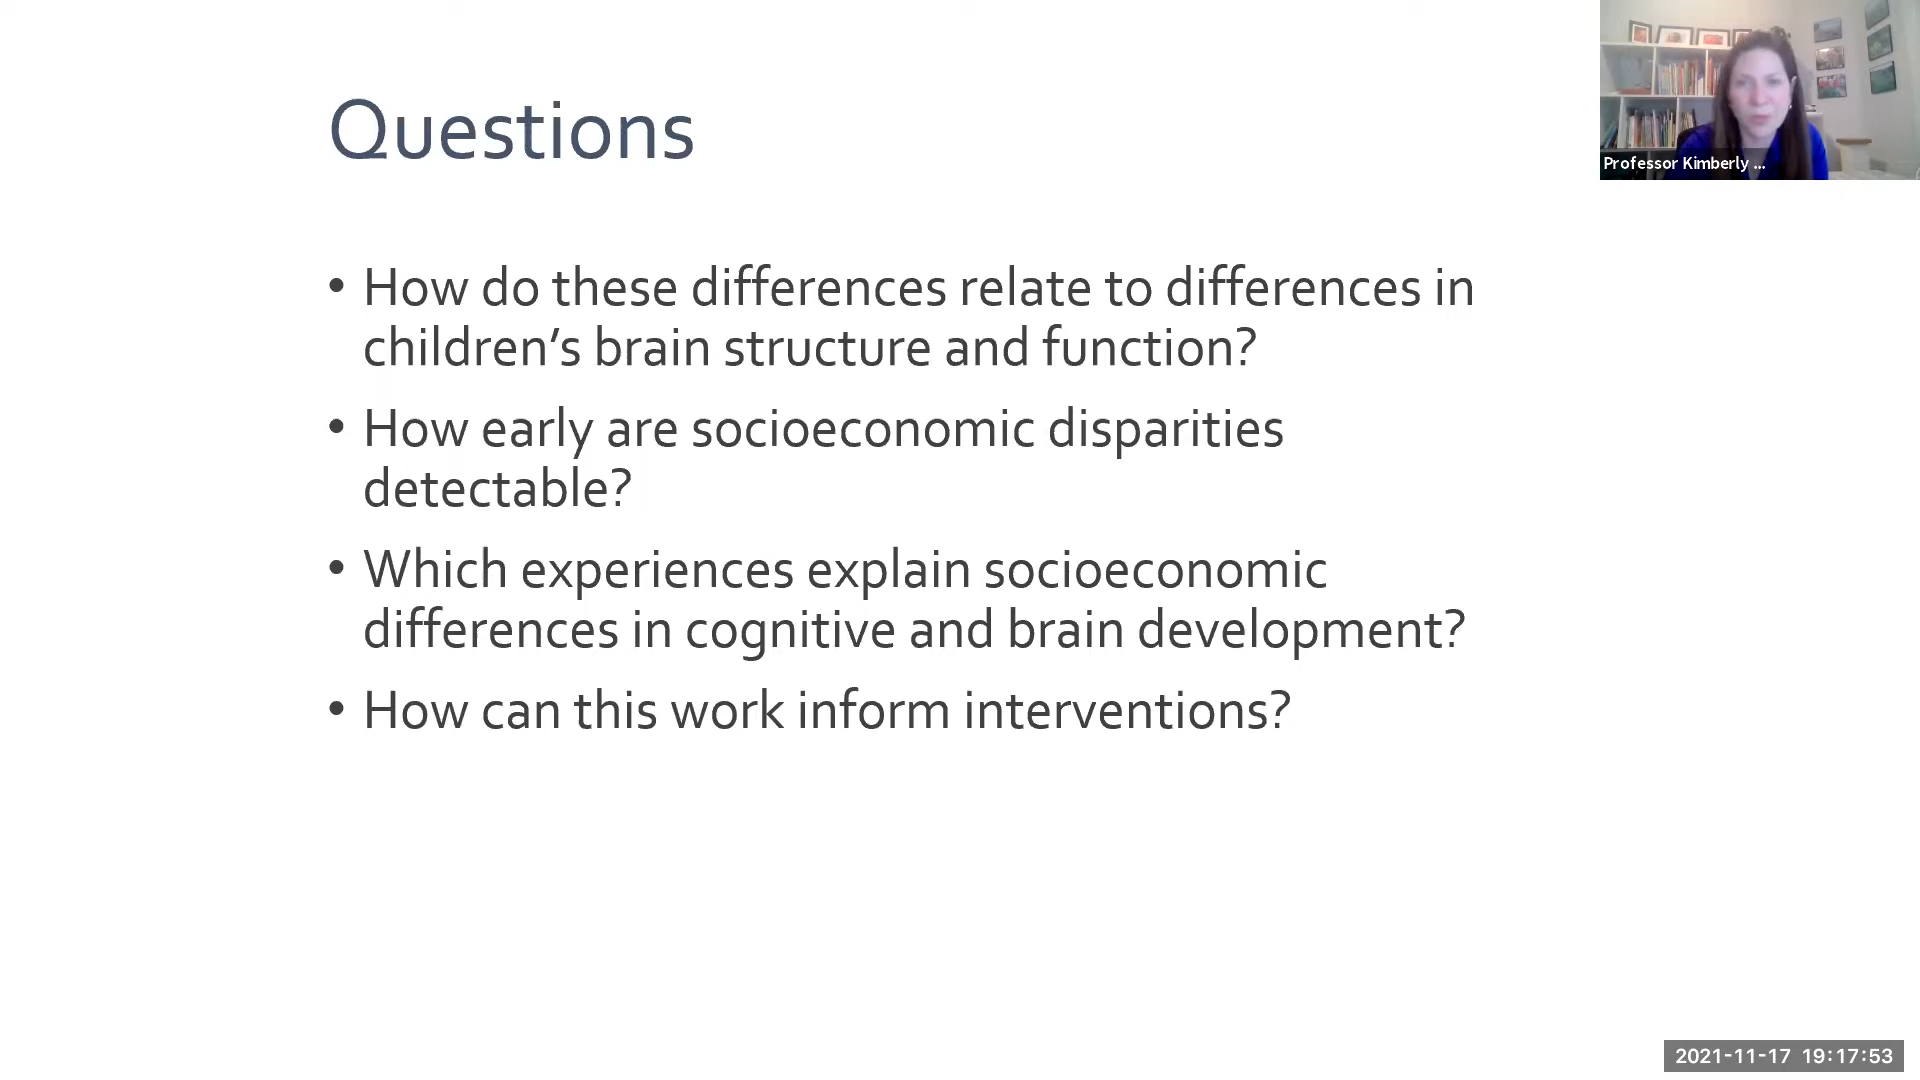 Questions
Professor Kimberly ...
• How do these differences relate to differences in
children’s brain structure and function?
• How early are socioeconomic disparities
detectable?
• Which experiences explain socioeconomic
differences in cognitive and brain development?
• How can this work inform interventions?
2021-11-17 19:17:53